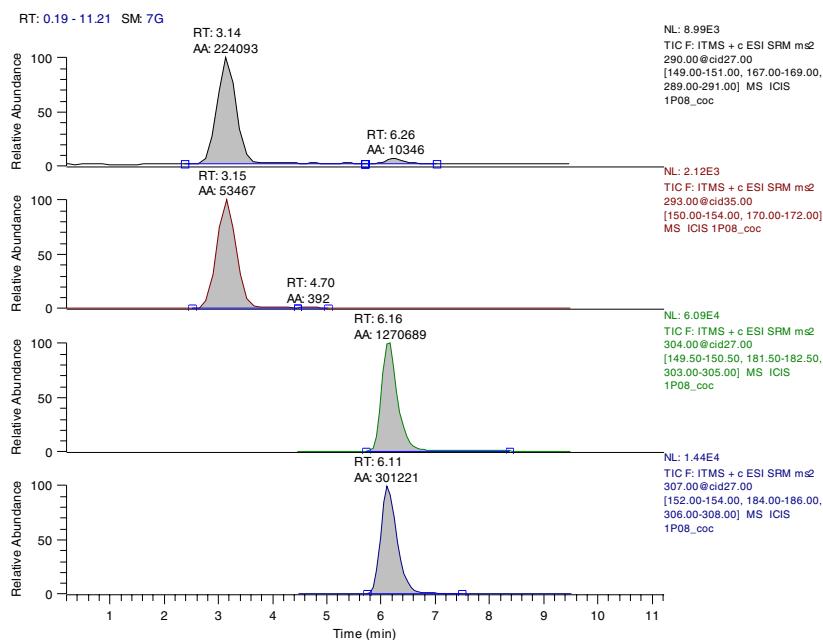 RT: 0.19 - 11.21 SM: 7G
NL: 8.99E3
TIC F: ITMS + c ESI SRM ms2
290.00@cid27.00
[149.00-151.00, 167.00-169.00,
289.00-291.00] MS ICIS
1P08_coc
RT: 3.14
AA: 224093
RT: 6.26
AA: 10346
100
50
0
Relative Abundance
NL: 2.12E3
TIC F: ITMS + c ESI SRM ms2
293.00@cid35.00
[150.00-154.00, 170.00-172.00]
MS ICIS 1P08_coc
RT: 3.15
AA: 53467
RT: 4.70
AA: 392
100
50
0
Relative Abundance
NL: 6.09E4
TIC F: ITMS + c ESI SRM ms2
304.00@cid27.00
[149.50-150.50, 181.50-182.50,
303.00-305.00] MS ICIS
1P08_coc
RT: 6.16
AA: 1270689
100
50
0
Relative Abundance
NL: 1.44E4
TIC F: ITMS + c ESI SRM ms2
307.00@cid27.00
[152.00-154.00, 184.00-186.00,
306.00-308.00] MS ICIS
1P08_coc
RT: 6.11
AA: 301221
100
50
0
Relative Abundance
1 2 3 4 5 6 7 8 9 10 11
Time (min)